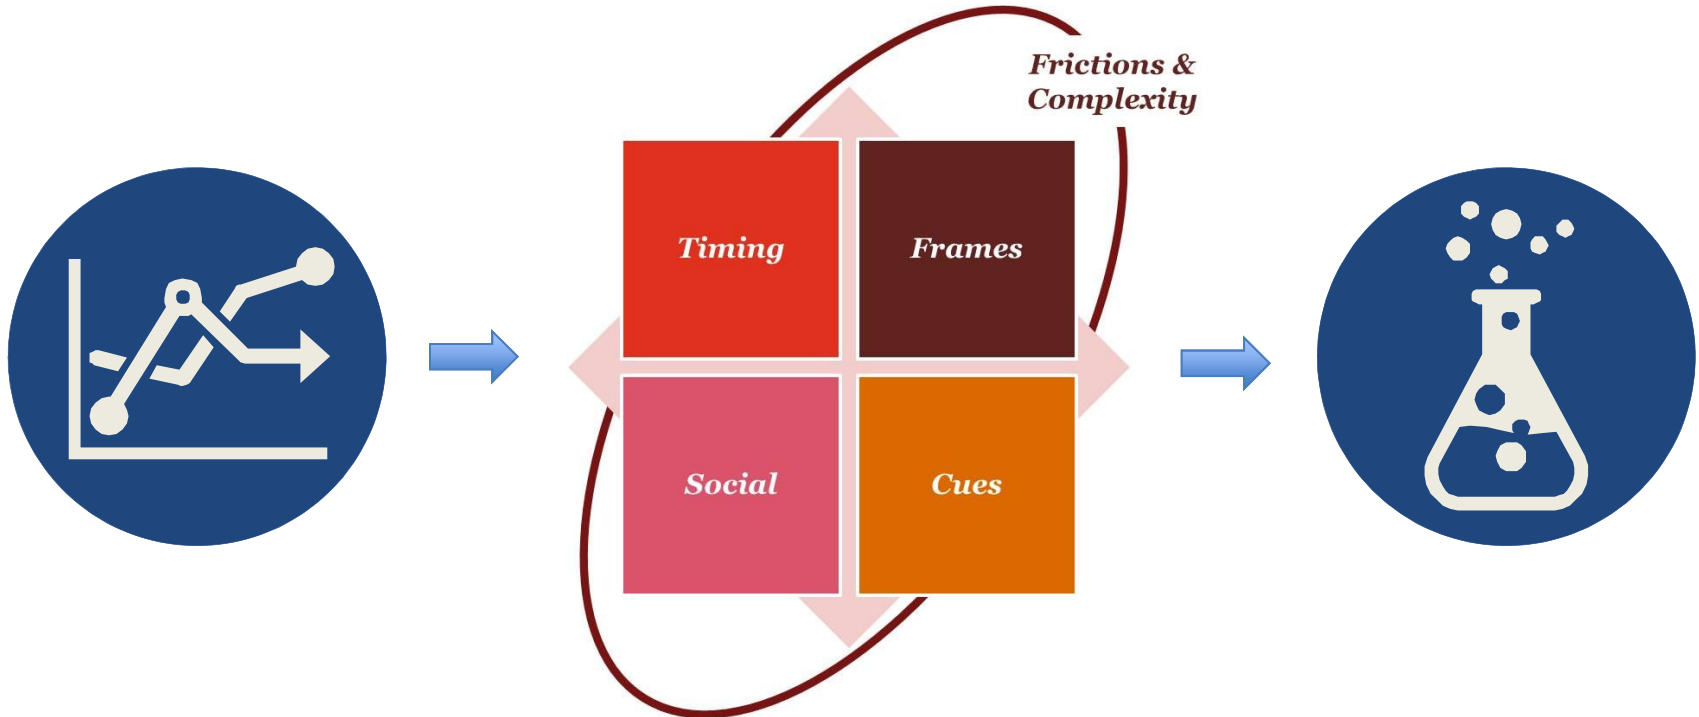 Frictions &
Complexity
Timing
Frames
Social
Cues